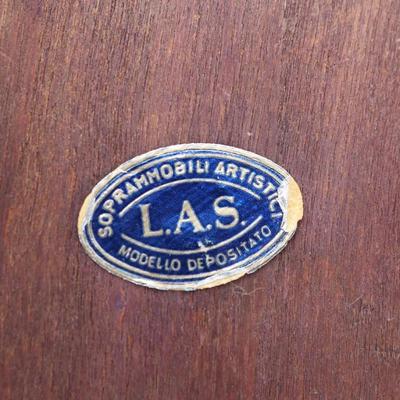 SOPRAMMOBILI ARTISTICI
L.A.S.
MODELLO DEPOSITATO